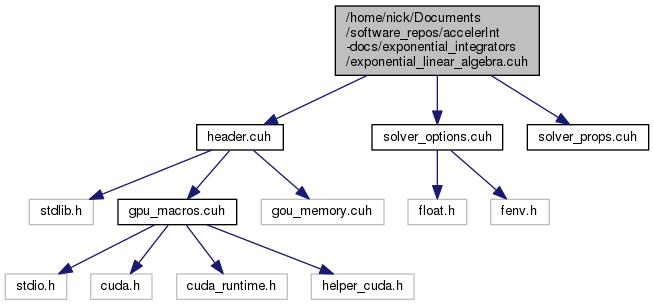 /home/nick/Documents
/software_repos/accelerInt
-docs/exponential_integrators
/exponential_linear_algebra.cuh
header.cuh
solver_options.cuh
solver_props.cuh
stdlib.h
gpu_macros.cuh
gou_memory.cuh
float.h
fenv.h
stdio.h
cuda.h
cuda_runtime.h
helper_cuda.h